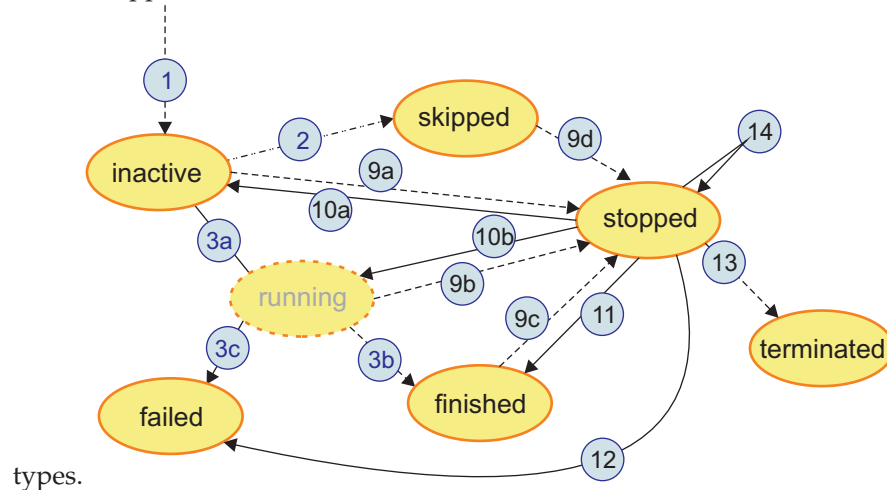 1
2
skipped
9d
14
inactive
9a
10a
stopped
3a
10b
13
running
9b
9c
11
3c
3b
terminated
failed
finished
12
types.